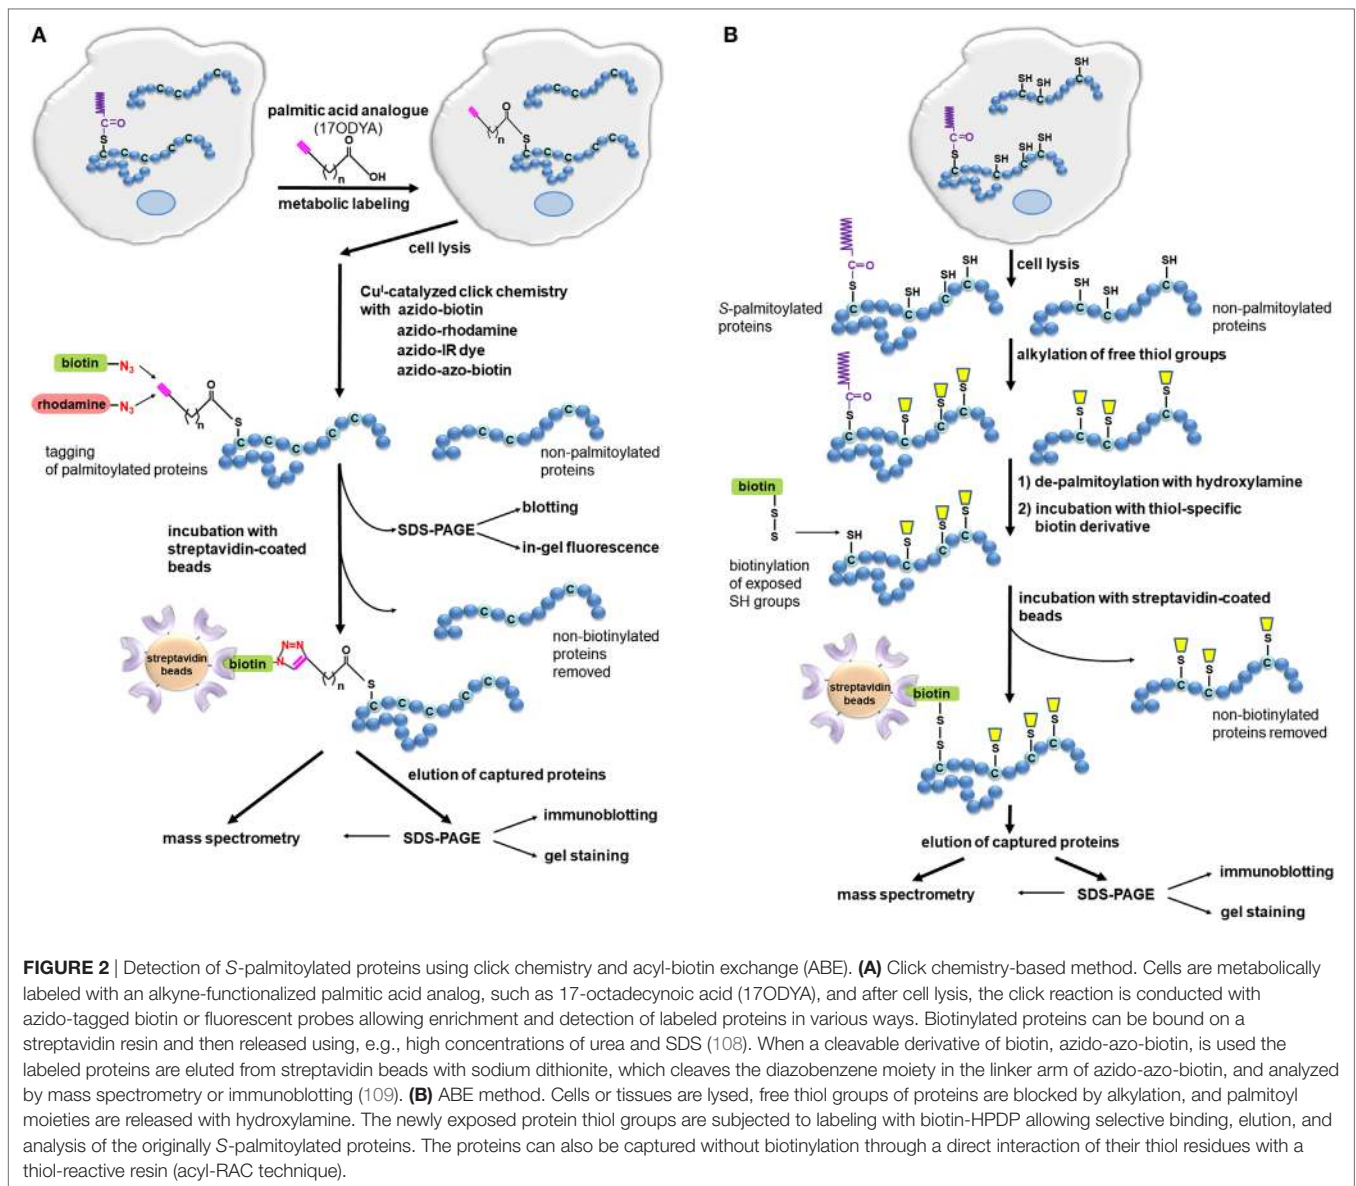 A
palmitic acid analogue
(17ODYA)
O
OH
n
metabolic labeling
C=O
S
C
C
C
C
C
C
C
C
O
n
S
C
C
C
C
C
C
C
C
cell lysis
Cuᴵ-catalyzed click chemistry
with azido-biotin
azido-rhodamine
azido-IR dye
azido-azo-biotin
biotin
N₃
rhodamine
N₃
O
n
S
C
C
C
C
C
C
C
C
C
tagging
of palmitoylated proteins
non-palmitoylated
proteins
blotting
SDS-PAGE
in-gel fluorescence
incubation with
streptavidin-coated
beads
C
C
C
non-biotinylated
proteins
removed
streptavidin
beads
biotin
N=N
N
O
n
S
C
C
C
C
C
C
elution of captured proteins
mass spectrometry
SDS-PAGE
immunoblotting
gel staining
B
SH
SH
SH
C
C
C
C=O
S
C
SH
SH
SH
C
C
C
cell lysis
C=O
S
C
SH
SH
SH
C
C
C
SH
SH
SH
C
C
C
S-palmitoylated
proteins
non-palmitoylated
proteins
alkylation of free thiol groups
C=O
S
C
S
S
S
C
C
C
S
S
S
C
C
C
1) de-palmitoylation with hydroxylamine
2) incubation with thiol-specific
biotin derivative
biotin
S
S
SH
C
S
S
S
C
C
C
biotinylation
of exposed
SH groups
incubation with streptavidin-coated
beads
S
S
S
C
C
C
non-biotinylated
proteins removed
streptavidin
beads
biotin
S
S
C
S
S
S
C
C
C
elution of captured proteins
mass spectrometry
SDS-PAGE
immunoblotting
gel staining
FIGURE 2 | Detection of S-palmitoylated proteins using click chemistry and acyl-biotin exchange (ABE). (A) Click chemistry-based method. Cells are metabolically
labeled with an alkyne-functionalized palmitic acid analog, such as 17-octadecynoic acid (17ODYA), and after cell lysis, the click reaction is conducted with
azido-tagged biotin or fluorescent probes allowing enrichment and detection of labeled proteins in various ways. Biotinylated proteins can be bound on a
streptavidin resin and then released using, e.g., high concentrations of urea and SDS (108). When a cleavable derivative of biotin, azido-azo-biotin, is used the
labeled proteins are eluted from streptavidin beads with sodium dithionite, which cleaves the diazobenzene moiety in the linker arm of azido-azo-biotin, and analyzed
by mass spectrometry or immunoblotting (109). (B) ABE method. Cells or tissues are lysed, free thiol groups of proteins are blocked by alkylation, and palmitoyl
moieties are released with hydroxylamine. The newly exposed protein thiol groups are subjected to labeling with biotin-HPDP allowing selective binding, elution, and
analysis of the originally S-palmitoylated proteins. The proteins can also be captured without biotinylation through a direct interaction of their thiol residues with a
thiol-reactive resin (acyl-RAC technique).